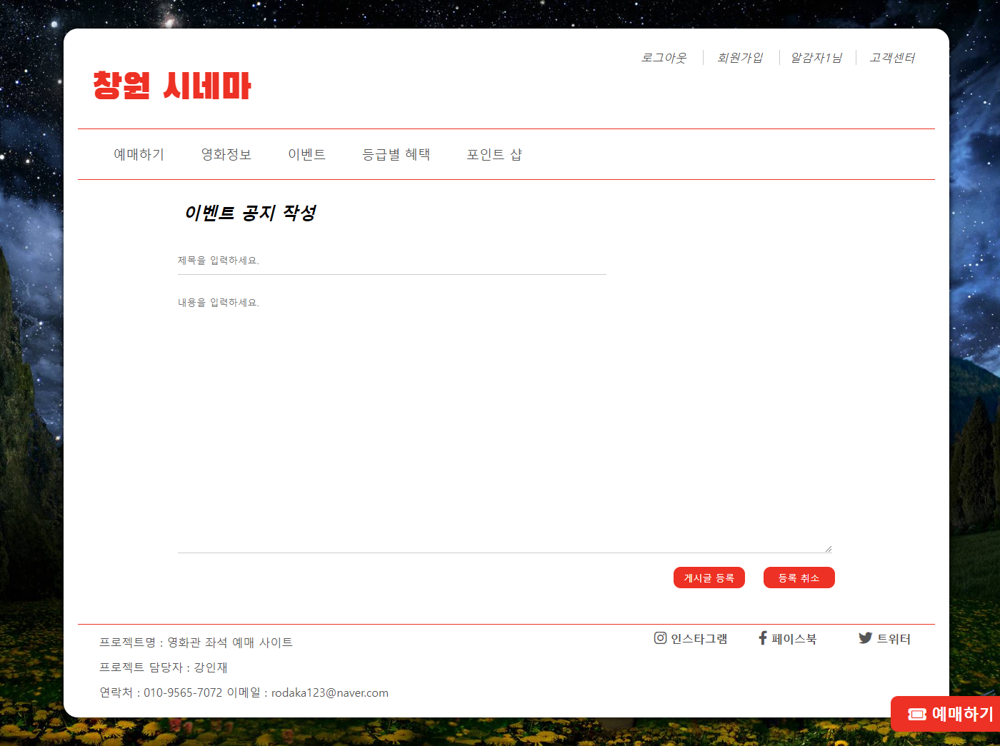 로그아웃 회원가입 알감자1님 고객센터
창원 시네마
예매하기 영화정보 이벤트 등급별 혜택 포인트 샵
이벤트 공지 작성
제목을 입력하세요.
내용을 입력하세요.
게시글 등록 등록 취소
프로젝트명 : 영화관 좌석 예매 사이트
인스타그램 페이스북 트위터
프로젝트 담당자 : 강인재
연락처 : 010-9565-7072 이메일 : rodaka123@naver.com
예매하기